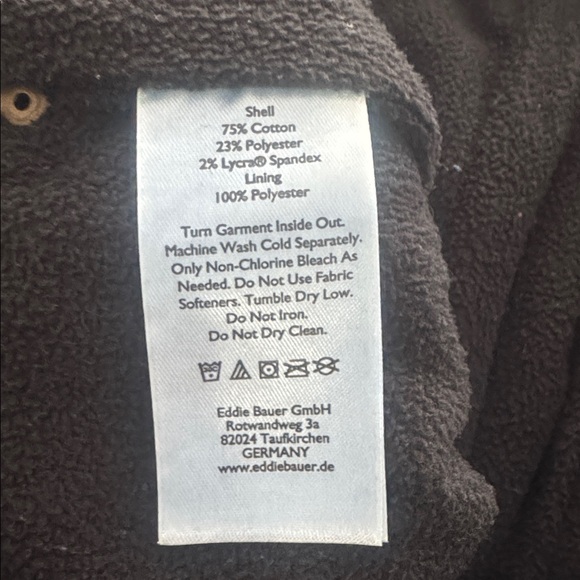 Shell
75% Cotton
23% Polyester
2% Lycra® Spandex
Lining
100% Polyester
Turn Garment Inside Out.
Machine Wash Cold Separately.
Only Non-Chlorine Bleach As
Needed. Do Not Use Fabric
Softeners. Tumble Dry Low.
Do Not Iron.
Do Not Dry Clean.
Eddie Bauer GmbH
Rotwandweg 3a
82024 Taufkirchen
GERMANY
www.eddiebauer.de